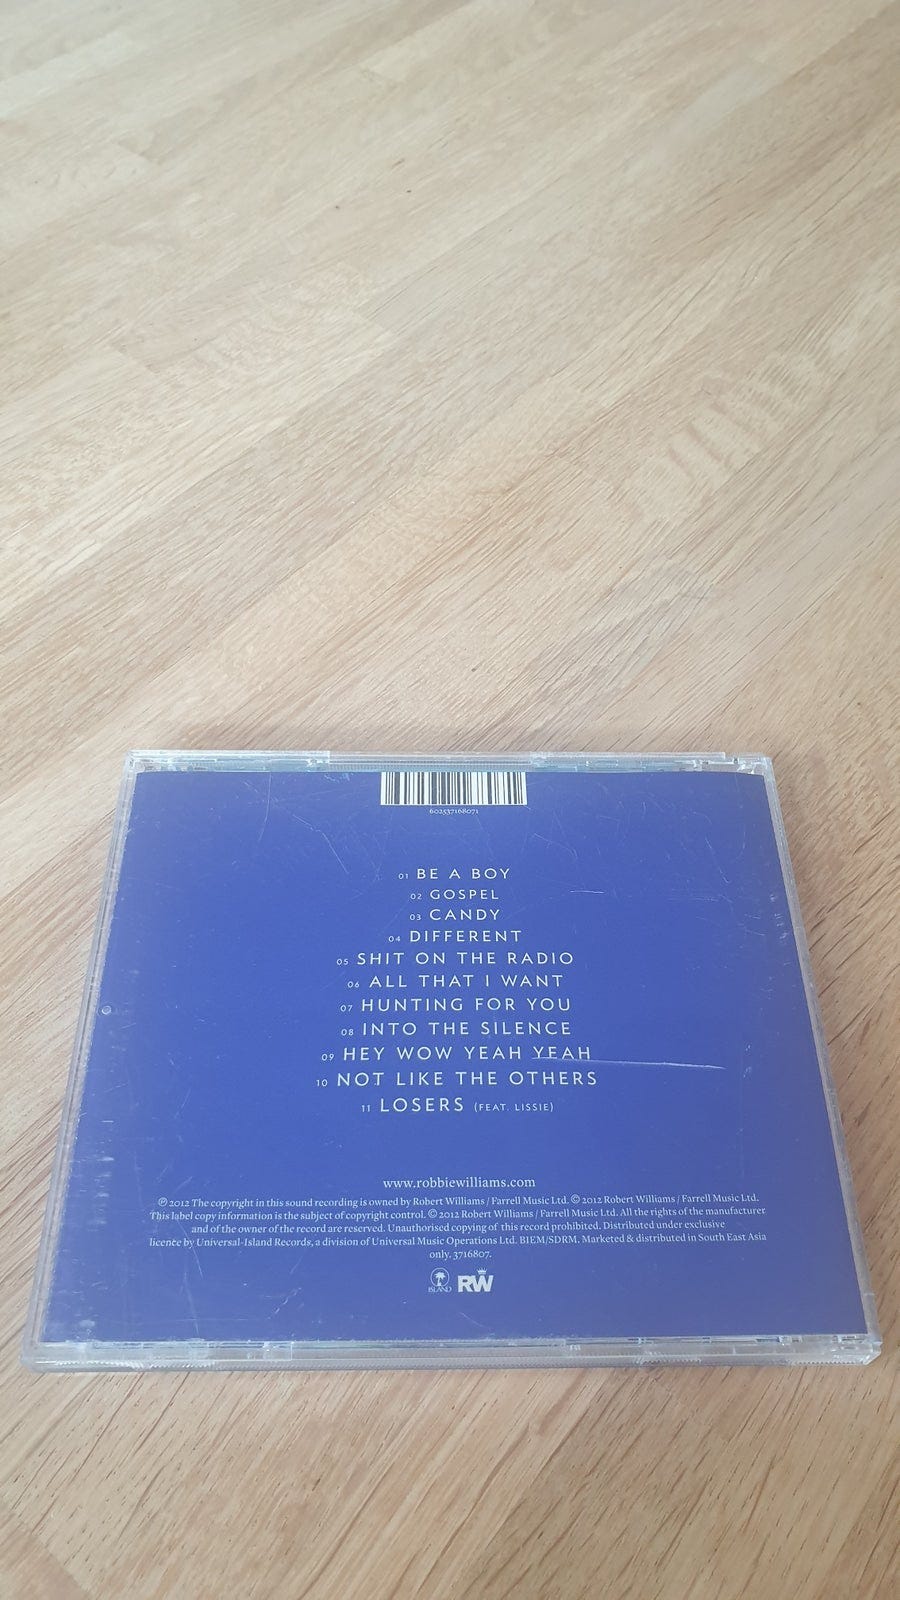 602537168071
01 BE A BOY
02 GOSPEL
03 CANDY
04 DIFFERENT
05 SHIT ON THE RADIO
06 ALL THAT I WANT
07 HUNTING FOR YOU
08 INTO THE SILENCE
09 HEY WOW YEAH YEAH
10 NOT LIKE THE OTHERS
11 LOSERS (FEAT. LISSIE)
www.robbiewilliams.com
℗ 2012 The copyright in this sound recording is owned by Robert Williams / Farrell Music Ltd. © 2012 Robert Williams / Farrell Music Ltd.
This label copy information is the subject of copyright control. © 2012 Robert Williams / Farrell Music Ltd. All the rights of the manufacturer
and of the owner of the record are reserved. Unauthorised copying of this record prohibited. Distributed under exclusive
licence by Universal-Island Records, a division of Universal Music Operations Ltd. BIEM/SDRM. Marketed & distributed in South East Asia
only. 3716807.
ISLAND RW